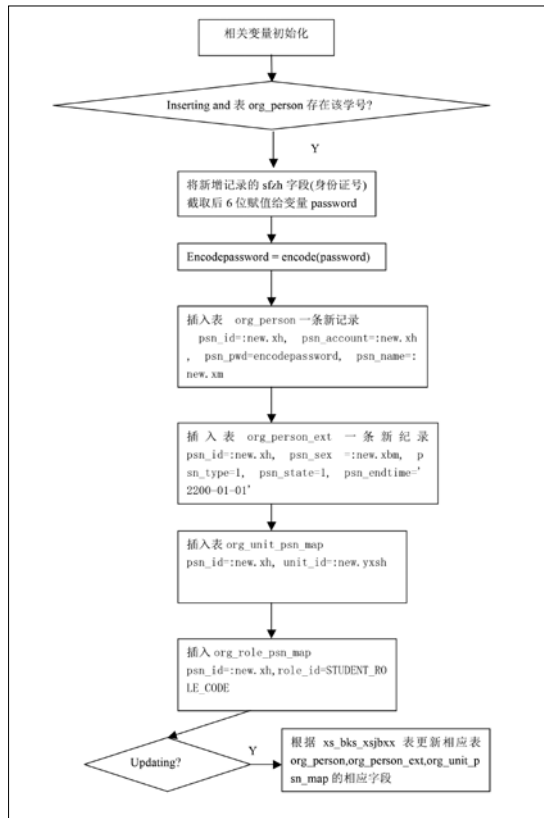 相关变量初始化
Inserting and 表 org_person 存在该学号?
Y
将新增记录的 sfzh 字段(身份证号)
截取后 6 位赋值给变量 password
Encodepassword = encode(password)
插入表 org_person 一条新记录
psn_id=:new.xh, psn_account=:new.xh
, psn_pwd=encodepassword, psn_name=:
new.xm
插入表 org_person_ext 一条新纪录
psn_id=:new.xh, psn_sex =:new.xbm, p
sn_type=1, psn_state=1, psn_endtime='
2200-01-01'
插入表 org_unit_psn_map
psn_id=:new.xh, unit_id=:new.yxsh
插入 org_role_psn_map
psn_id=:new.xh,role_id=STUDENT_RO
LE_CODE
Updating?
Y
根据 xs_bks_xsjbxx 表更新相应表
org_person,org_person_ext,org_unit_p
sn_map 的相应字段